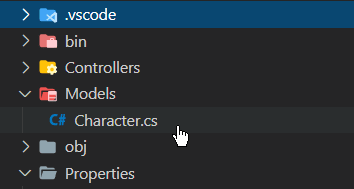 .vscode
bin
Controllers
Models
C# Character.cs
obj
Properties